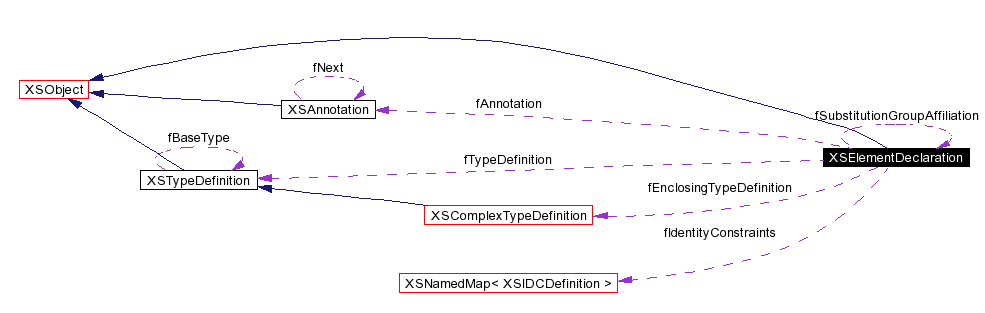 fNext
XSObject
fAnnotation
XSAnnotation
fSubstitutionGroupAffiliation
fBaseType
fTypeDefinition
XSElementDeclaration
XSTypeDefinition
fEnclosingTypeDefinition
XSComplexTypeDefinition
fIdentityConstraints
XSNamedMap< XSIDCDefinition >